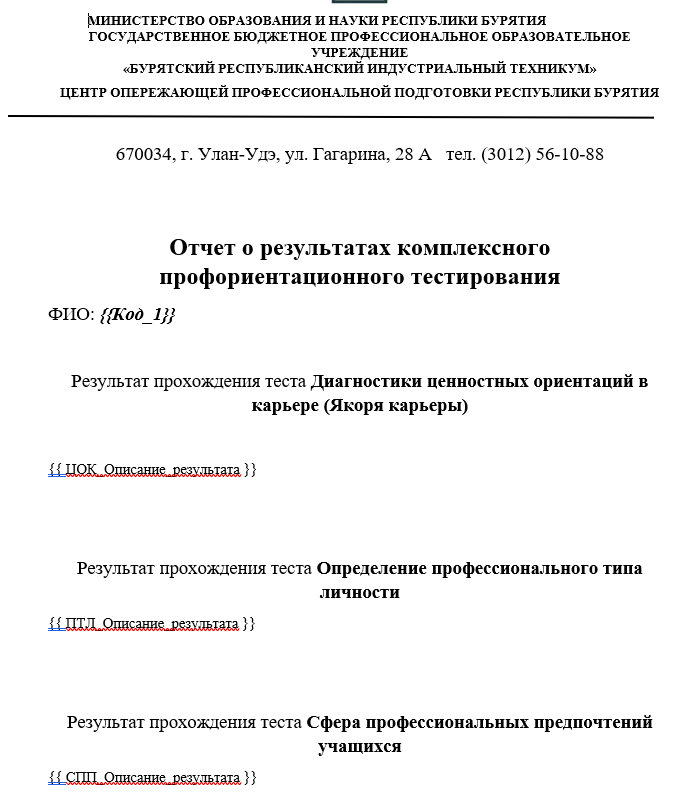 МИНИСТЕРСТВО ОБРАЗОВАНИЯ И НАУКИ РЕСПУБЛИКИ БУРЯТИЯ
ГОСУДАРСТВЕННОЕ БЮДЖЕТНОЕ ПРОФЕССИОНАЛЬНОЕ ОБРАЗОВАТЕЛЬНОЕ
УЧРЕЖДЕНИЕ
«БУРЯТСКИЙ РЕСПУБЛИКАНСКИЙ ИНДУСТРИАЛЬНЫЙ ТЕХНИКУМ»
ЦЕНТР ОПЕРЕЖАЮЩЕЙ ПРОФЕССИОНАЛЬНОЙ ПОДГОТОВКИ РЕСПУБЛИКИ БУРЯТИЯ
670034, г. Улан-Удэ, ул. Гагарина, 28 А тел. (3012) 56-10-88
Отчет о результатах комплексного
профориентационного тестирования
ФИО: {{Код_1}}
Результат прохождения теста Диагностики ценностных ориентаций в
карьере (Якоря карьеры)
{{ ЦОК_Описание_результата }}
Результат прохождения теста Определение профессионального типа
личности
{{ ПТЛ_Описание_результата }}
Результат прохождения теста Сфера профессиональных предпочтений
учащихся
{{ СПП_Описание_результата }}